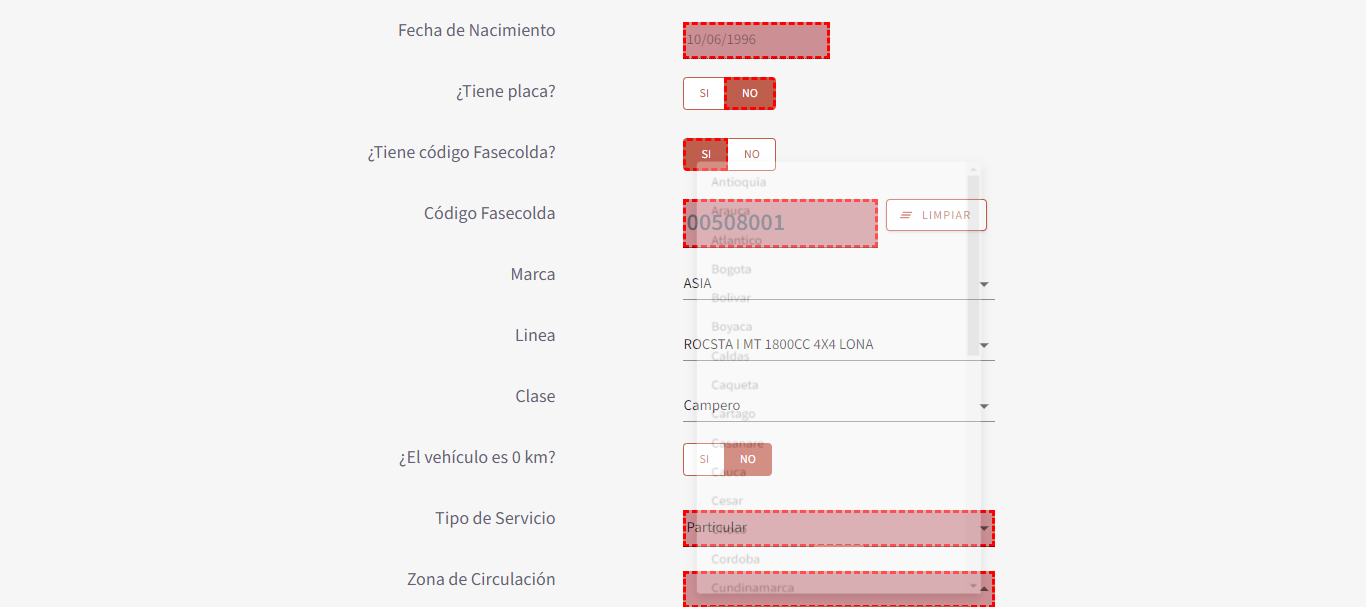 Fecha de Nacimiento 10/06/1996
¿Tiene placa? SI NO
¿Tiene código Fasecolda? SI NO
Antioquia
Código Fasecolda 00508001 LIMPIAR
Arauca
Atlantico
Bogota
Marca ASIA
Bolivar
Boyaca
Linea ROCSTA I MT 1800CC 4X4 LONA
Caldas
Caqueta
Clase Campero
Cartago
Casanare
¿El vehículo es 0 km? SI NO
Cauca
Cesar
Tipo de Servicio Particular
Choco
Cordoba
Zona de Circulación
Cundinamarca